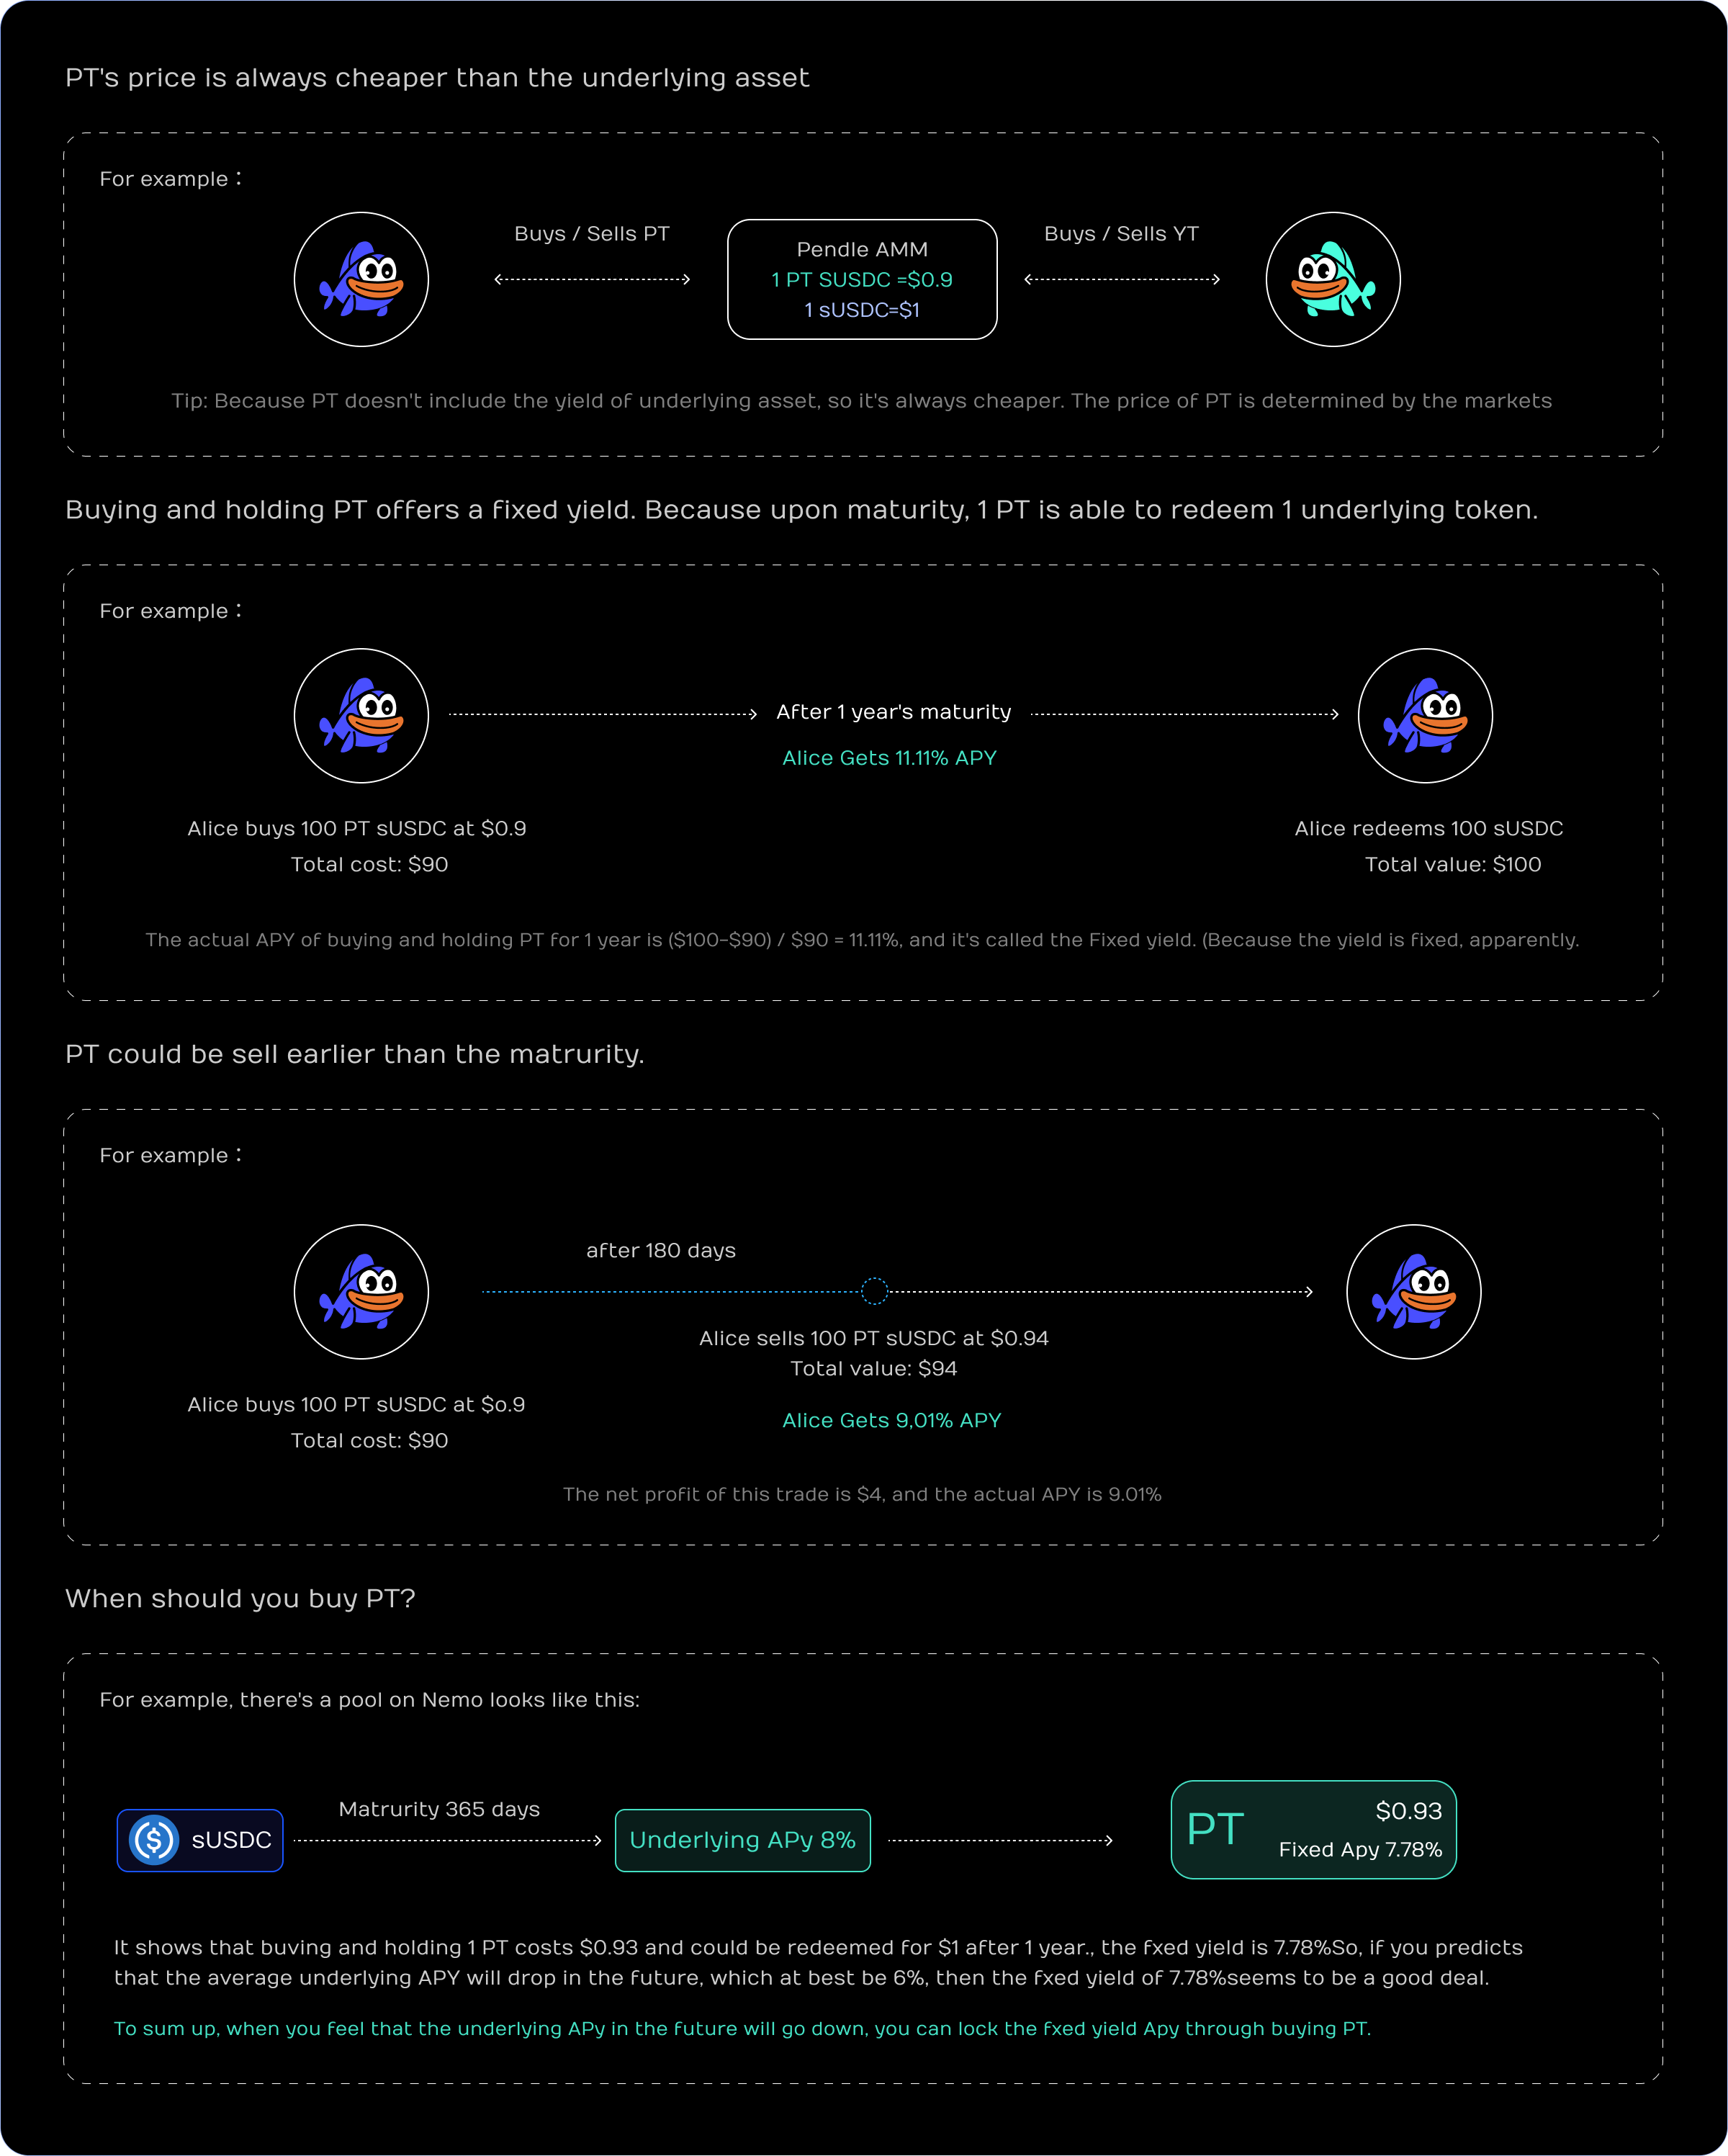 PT's price is always cheaper than the underlying asset
For example：
Buys / Sells PT
Pendle AMM
1 PT SUSDC =$0.9
1 sUSDC=$1
Buys / Sells YT
Tip: Because PT doesn't include the yield of underlying asset, so it's always cheaper. The price of PT is determined by the markets
Buying and holding PT offers a fixed yield. Because upon maturity, 1 PT is able to redeem 1 underlying token.
For example：
After 1 year's maturity
Alice Gets 11.11% APY
Alice buys 100 PT sUSDC at $0.9
Total cost: $90
Alice redeems 100 sUSDC
Total value: $100
The actual APY of buying and holding PT for 1 year is ($100-$90) / $90 = 11.11%, and it's called the Fixed yield. (Because the yield is fixed, apparently.
PT could be sell earlier than the matrurity.
For example：
after 180 days
Alice sells 100 PT sUSDC at $0.94
Total value: $94
Alice Gets 9,01% APY
Alice buys 100 PT sUSDC at $o.9
Total cost: $90
The net profit of this trade is $4, and the actual APY is 9.01%
When should you buy PT?
For example, there's a pool on Nemo looks like this:
$ sUSDC
Matrurity 365 days
Underlying APy 8%
PT
$0.93
Fixed Apy 7.78%
It shows that buving and holding 1 PT costs $0.93 and could be redeemed for $1 after 1 year., the fxed yield is 7.78%So, if you predicts
that the average underlying APY will drop in the future, which at best be 6%, then the fxed yield of 7.78%seems to be a good deal.
To sum up, when you feel that the underlying APy in the future will go down, you can lock the fxed yield Apy through buying PT.